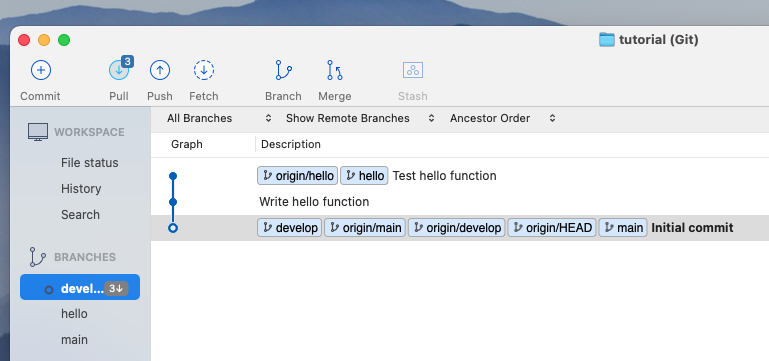 tutorial (Git)
3
Commit Pull Push Fetch Branch Merge Stash
All Branches Show Remote Branches Ancestor Order
WORKSPACE
File status
History
Search
BRANCHES
devel... 3↓
hello
main
Graph Description
origin/hello hello Test hello function
Write hello function
develop origin/main origin/develop origin/HEAD main Initial commit